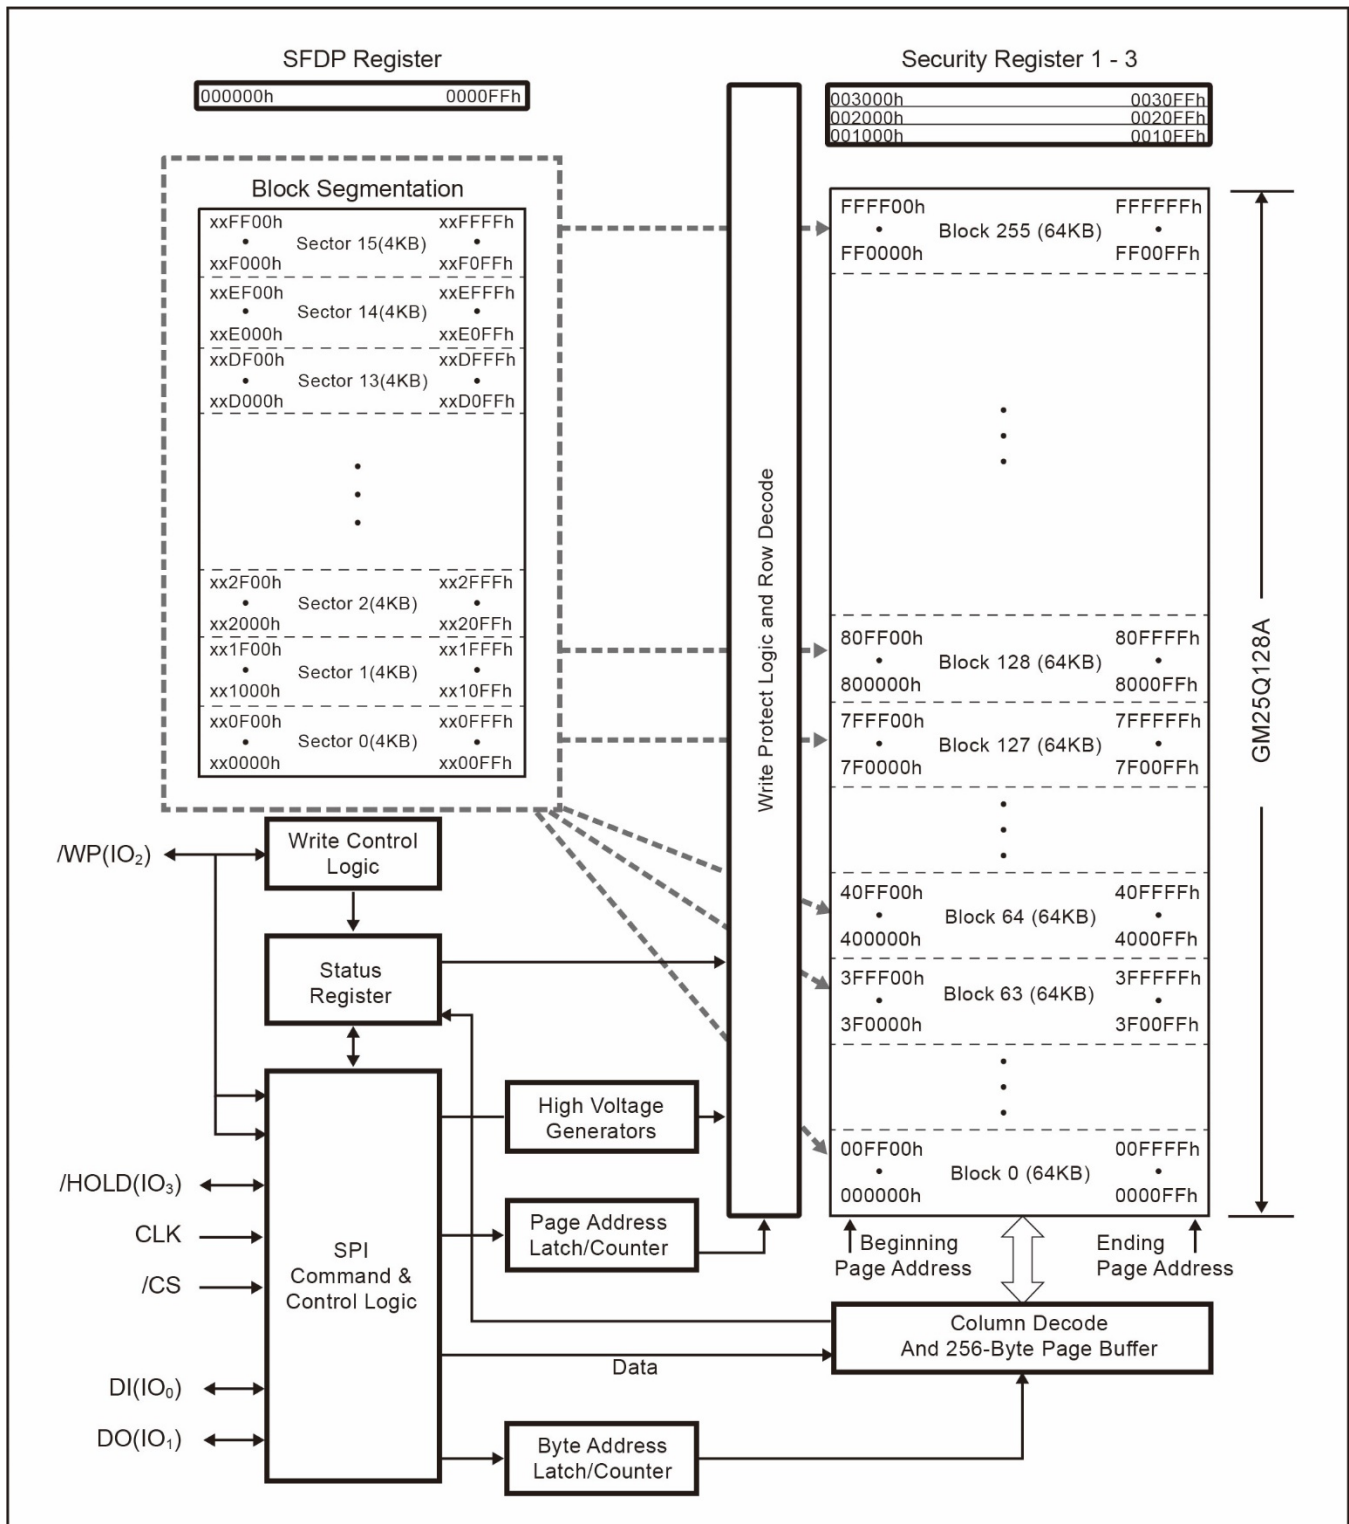 SFDP Register
000000h 0000FFh
Security Register 1 - 3
003000h 0030FFh
002000h 0020FFh
001000h 0010FFh
Block Segmentation
xxFF00h xxFFFFh
• Sector 15(4KB) •
xxF000h xxF0FFh
xxEF00h xxEFFFh
• Sector 14(4KB) •
xxE000h xxE0FFh
xxDF00h xxDFFFh
• Sector 13(4KB) •
xxD000h xxD0FFh
xx2F00h xx2FFFh
• Sector 2(4KB) •
xx2000h xx20FFh
xx1F00h xx1FFFh
• Sector 1(4KB) •
xx1000h xx10FFh
xx0F00h xx0FFFh
• Sector 0(4KB) •
xx0000h xx00FFh
Write Protect Logic and Row Decode
FFFF00h FFFFFFh
• Block 255 (64KB) •
FF0000h FF00FFh
80FF00h 80FFFFh
• Block 128 (64KB) •
800000h 8000FFh
7FFF00h 7FFFFFh
• Block 127 (64KB) •
7F0000h 7F00FFh
40FF00h 40FFFFh
• Block 64 (64KB) •
400000h 4000FFh
3FFF00h 3FFFFFh
• Block 63 (64KB) •
3F0000h 3F00FFh
00FF00h 00FFFFh
• Block 0 (64KB) •
000000h 0000FFh
GM25Q128A
Beginning
Page Address
Ending
Page Address
/WP(IO₂)
Write Control
Logic
Status
Register
High Voltage
Generators
/HOLD(IO₃)
CLK
/CS
SPI
Command &
Control Logic
Page Address
Latch/Counter
Column Decode
And 256-Byte Page Buffer
Data
DI(IO₀)
DO(IO₁)
Byte Address
Latch/Counter